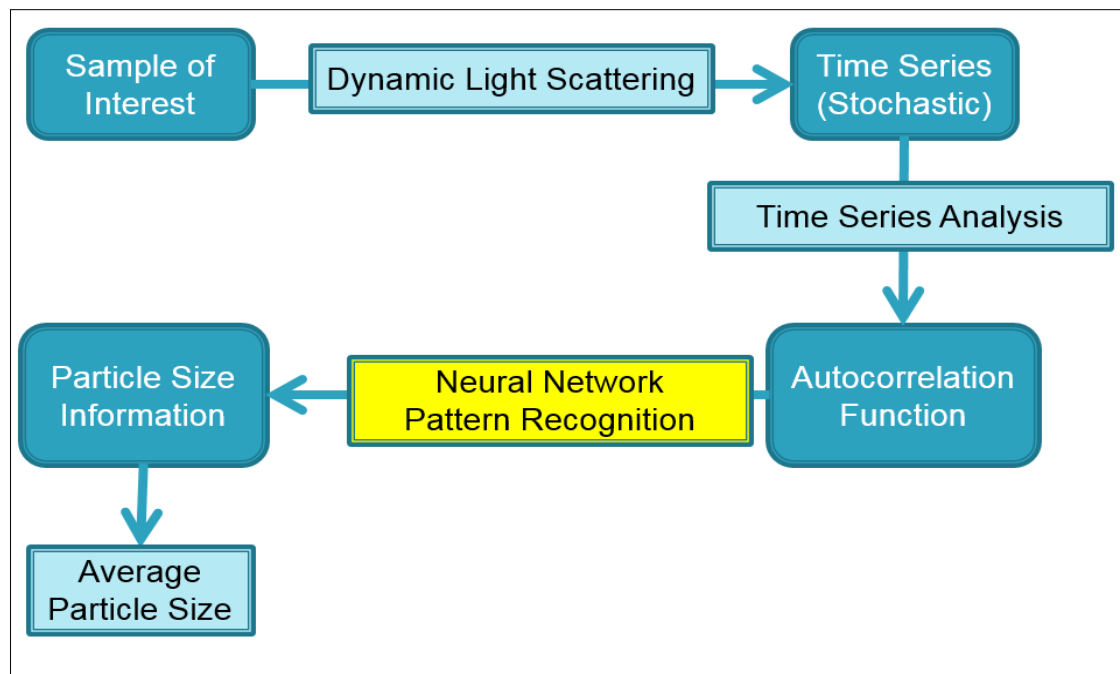 Sample of
Interest
Dynamic Light Scattering
Time Series
(Stochastic)
Time Series Analysis
Autocorrelation
Function
Neural Network
Pattern Recognition
Particle Size
Information
Average
Particle Size